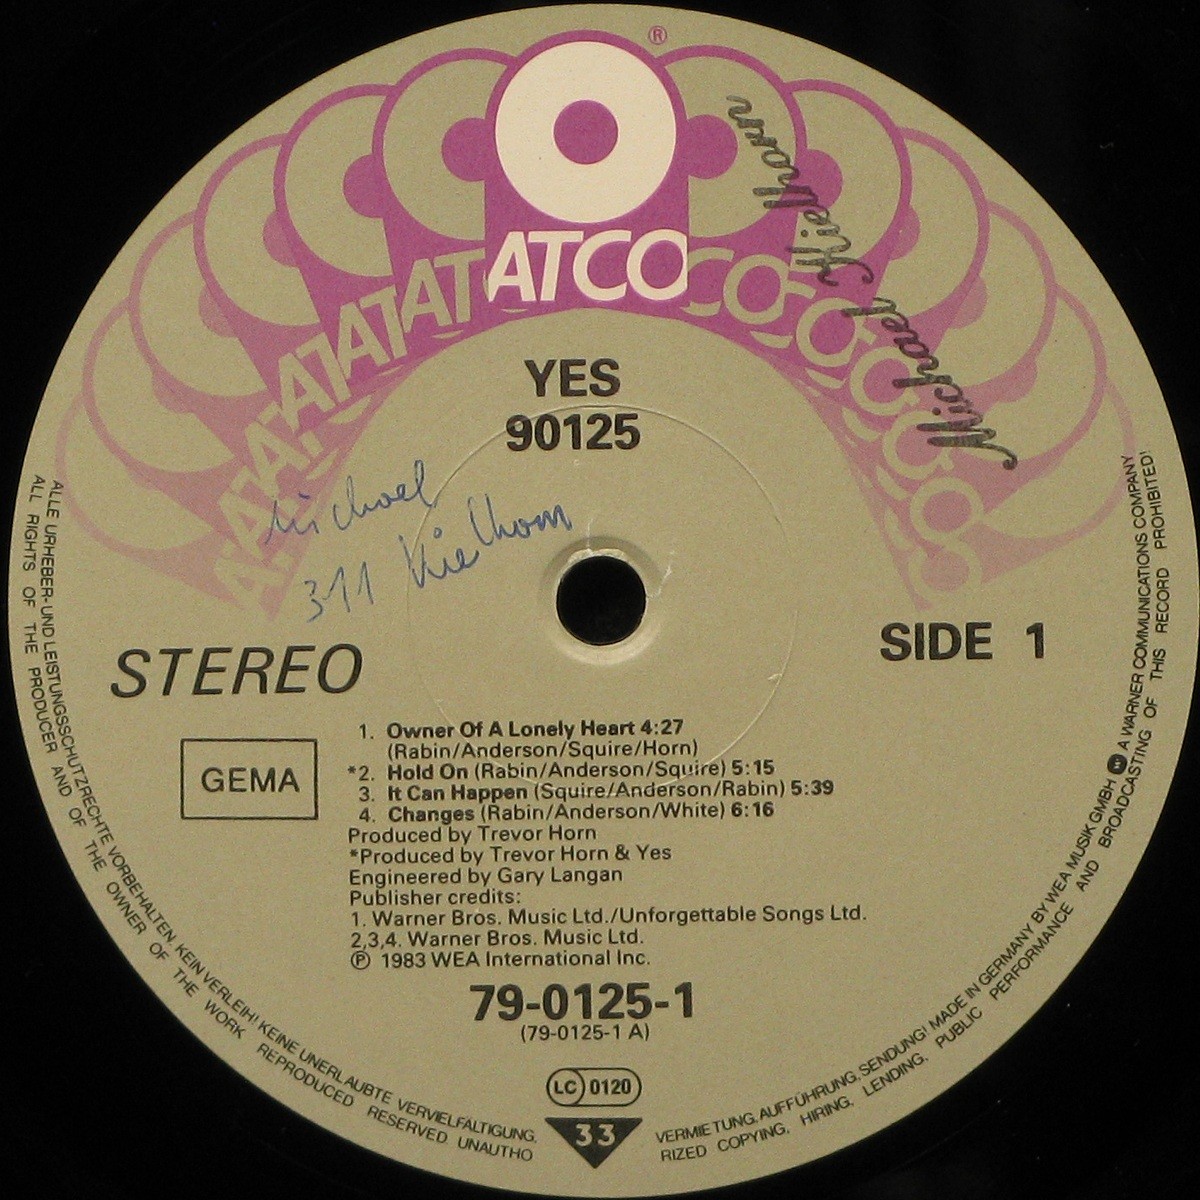 ®
ATCO
YES
90125
Michael Kielhorn
Michael
311 Kielhorn
STEREO
SIDE 1
GEMA
1. Owner Of A Lonely Heart 4:27
(Rabin/Anderson/Squire/Horn)
*2. Hold On (Rabin/Anderson/Squire) 5:15
3. It Can Happen (Squire/Anderson/Rabin) 5:39
4. Changes (Rabin/Anderson/White) 6:16
Produced by Trevor Horn
*Produced by Trevor Horn & Yes
Engineered by Gary Langan
Publisher credits:
1. Warner Bros. Music Ltd./Unforgettable Songs Ltd.
2,3,4. Warner Bros. Music Ltd.
℗ 1983 WEA International Inc.
79-0125-1
(79-0125-1 A)
LC 0120
33
ALLE URHEBER- UND LEISTUNGSSCHUTZRECHTE VORBEHALTEN. KEIN VERLEIH! KEINE UNERLAUBTE VERVIELFÄLTIGUNG, VERMIETUNG, AUFFÜHRUNG, SENDUNG! MADE IN GERMANY BY WEA MUSIK GMBH A WARNER COMMUNICATIONS COMPANY
ALL RIGHTS OF THE PRODUCER AND OF THE OWNER OF THE WORK REPRODUCED RESERVED UNAUTHORIZED COPYING, HIRING, LENDING, PUBLIC PERFORMANCE AND BROADCASTING OF THIS RECORD PROHIBITED!